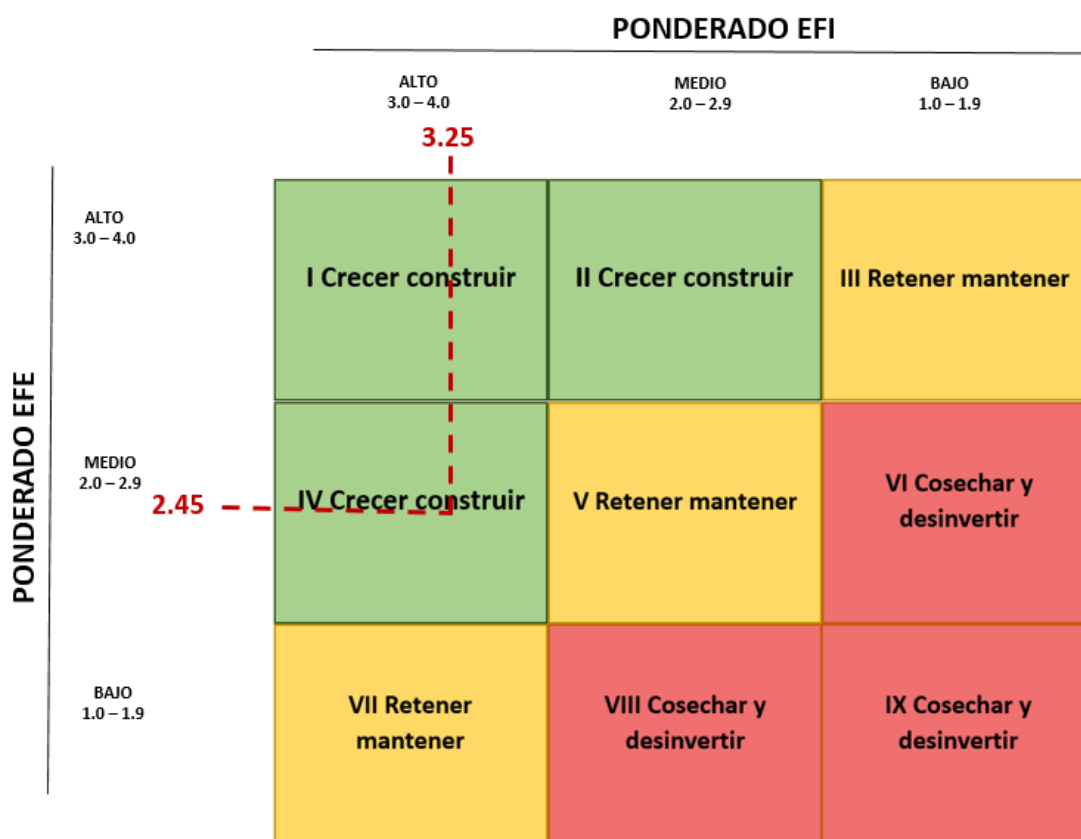 PONDERADO EFI
ALTO
3.0 – 4.0
MEDIO
2.0 – 2.9
BAJO
1.0 – 1.9
3.25
PONDERADO EFE
ALTO
3.0 – 4.0
I Crecer construir
II Crecer construir
III Retener mantener
MEDIO
2.0 – 2.9
2.45
IV Crecer construir
V Retener mantener
VI Cosechar y
desinvertir
BAJO
1.0 – 1.9
VII Retener
mantener
VIII Cosechar y
desinvertir
IX Cosechar y
desinvertir